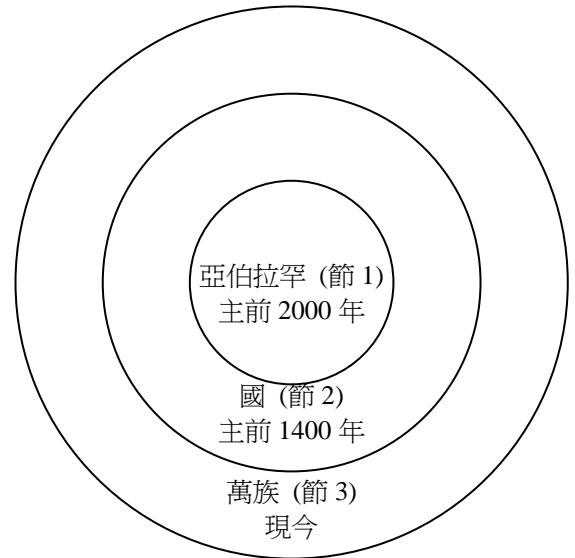 亞伯拉罕 (節 1)
主前 2000 年
國 (節 2)
主前 1400 年
萬族 (節 3)
現今